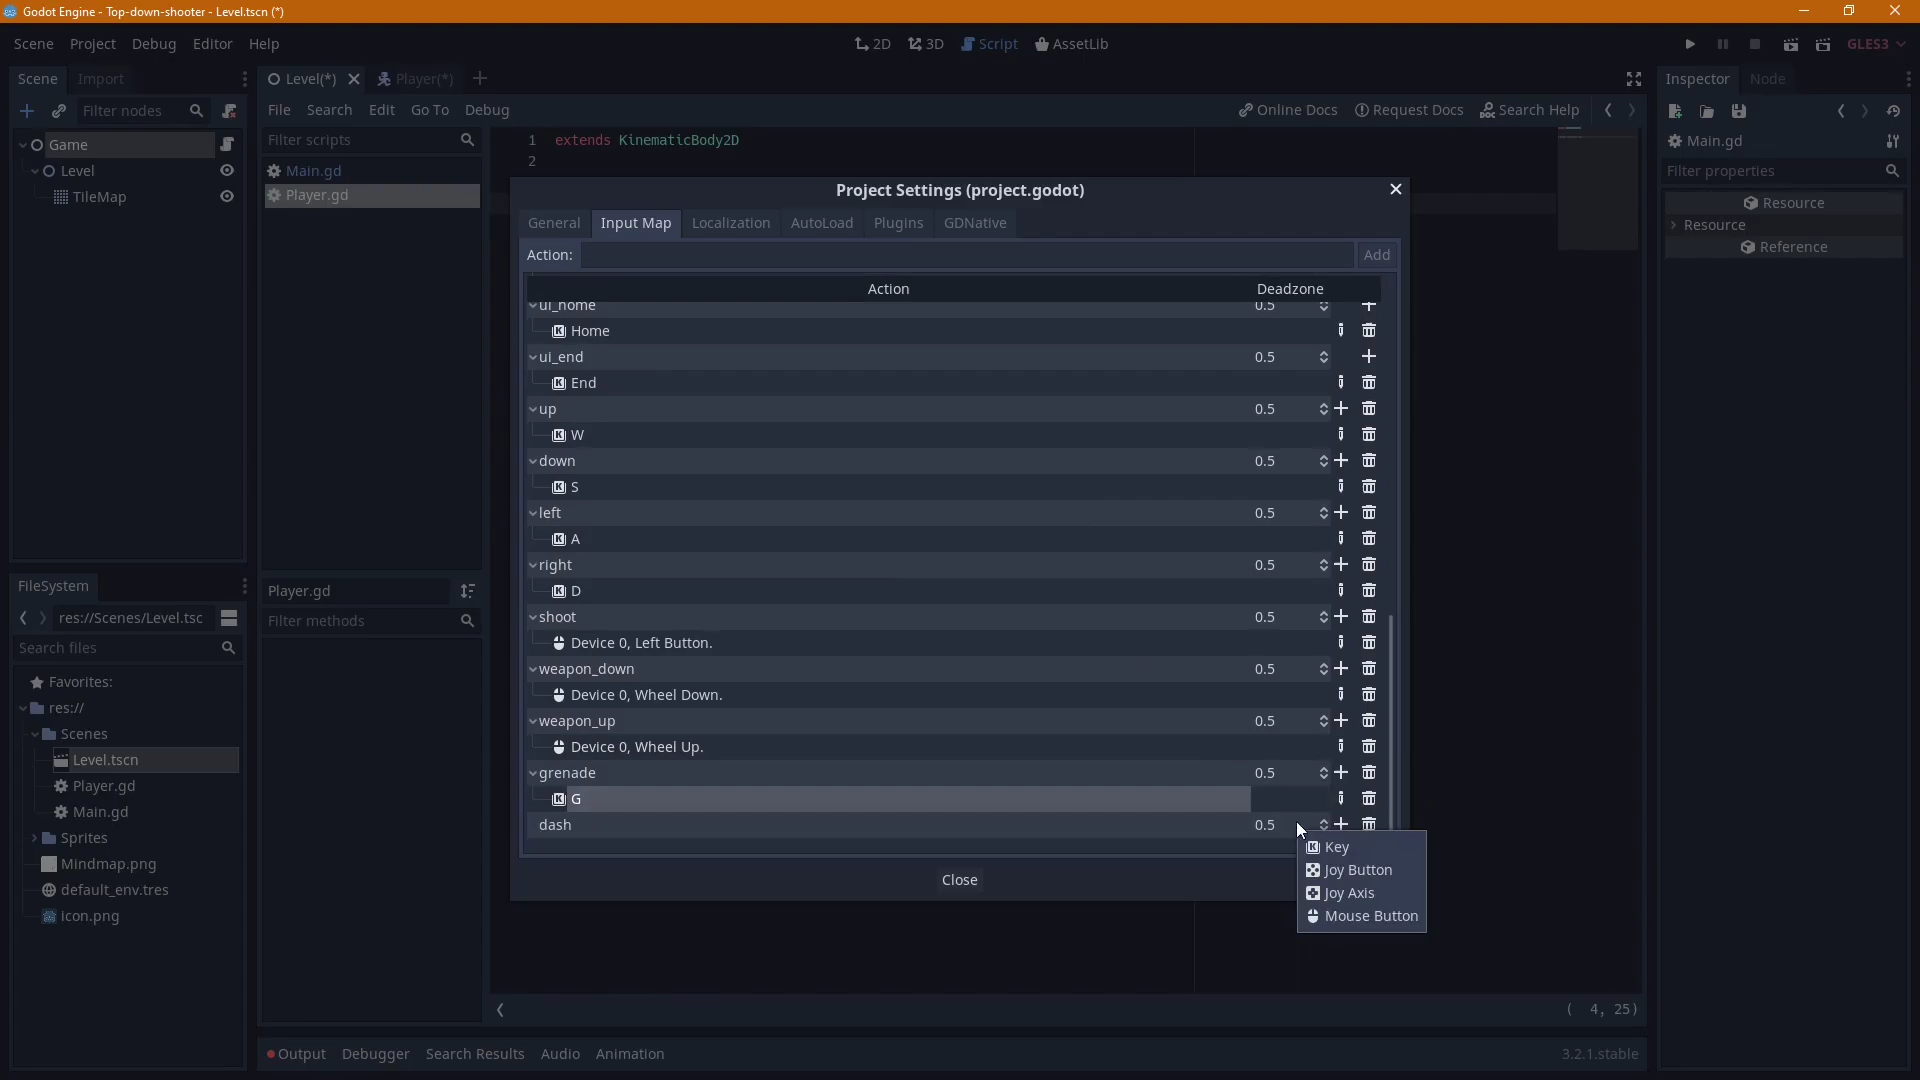 Godot Engine - Top-down-shooter - Level.tscn (*)
Scene Project Debug Editor Help
2D 3D Script AssetLib
GLES3
Scene Import
Level(*) Player(*)
Inspector Node
Filter nodes
File Search Edit Go To Debug
Online Docs Request Docs Search Help
Game
Level
TileMap
Filter scripts
Main.gd
Player.gd
1 extends KinematicBody2D
2
Main.gd
Filter properties
Resource
Resource
Reference
Project Settings (project.godot)
General Input Map Localization AutoLoad Plugins GDNative
Action: Add
Action Deadzone
ui_home 0.5
Home
ui_end 0.5
End
up 0.5
W
down 0.5
S
left 0.5
A
right 0.5
D
shoot 0.5
Device 0, Left Button.
weapon_down 0.5
Device 0, Wheel Down.
weapon_up 0.5
Device 0, Wheel Up.
grenade 0.5
G
dash 0.5
Key
Joy Button
Joy Axis
Mouse Button
Close
FileSystem
res://Scenes/Level.tsc
Search files
Favorites:
res://
Scenes
Level.tscn
Player.gd
Main.gd
Sprites
Mindmap.png
default_env.tres
icon.png
Player.gd
Filter methods
( 4, 25)
Output Debugger Search Results Audio Animation
3.2.1.stable